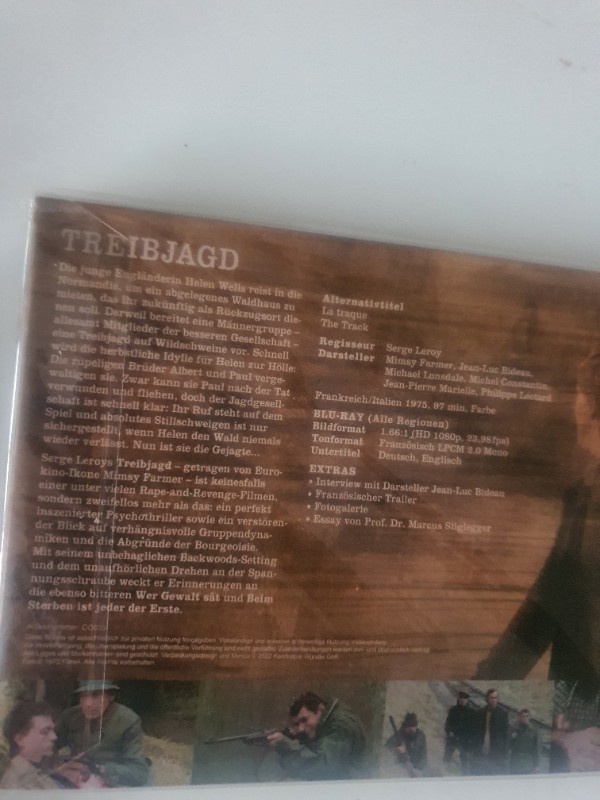 TREIBJAGD
Die junge Engländerin Helen Wells reist in die
Normandie, um ein abgelegenes Waldhaus zu
mieten, das ihr zukünftig als Rückzugsort die-
nen soll. Derweil bereitet eine Männergruppe –
allesamt Mitglieder der besseren Gesellschaft –
eine Treibjagd auf Wildschweine vor. Schnell
wird die herbstliche Idylle für Helen zur Hölle:
Die rüpeligen Brüder Albert und Paul verge-
waltigen sie. Zwar kann sie Paul nach der Tat
verwunden und fliehen, doch der Jagdgesell-
schaft ist schnell klar: Ihr Ruf steht auf dem
Spiel und absolutes Stillschweigen ist nur
sichergestellt, wenn Helen den Wald niemals
wieder verlässt. Nun ist sie die Gejagte...
Serge Leroys Treibjagd – getragen von Euro-
kino-Ikone Mimsy Farmer – ist keinesfalls
einer unter vielen Rape-and-Revenge-Filmen,
sondern zweifellos mehr als das: ein perfekt
inszenierter Psychothriller sowie ein verstören-
der Blick auf verhängnisvolle Gruppendyna-
miken und die Abgründe der Bourgeoisie.
Mit seinem unbehaglichen Backwoods-Setting
und dem unaufhörlichen Drehen an der Span-
nungsschraube weckt er Erinnerungen an
die ebenso bitteren Wer Gewalt sät und Beim
Sterben ist jeder der Erste.
Alternativtitel
La traque
The Track
Regisseur Serge Leroy
Darsteller Mimsy Farmer, Jean-Luc Bideau,
Michael Lonsdale, Michel Constantin,
Jean-Pierre Marielle, Philippe Léotard
Frankreich/Italien 1975, 97 min, Farbe
BLU-RAY (Alle Regionen)
Bildformat 1.66:1 (HD 1080p, 23,98fps)
Tonformat Französisch LPCM 2.0 Mono
Untertitel Deutsch, Englisch
EXTRAS
• Interview mit Darsteller Jean-Luc Bideau
• Französischer Trailer
• Fotogalerie
• Essay von Prof. Dr. Marcus Stiglegger